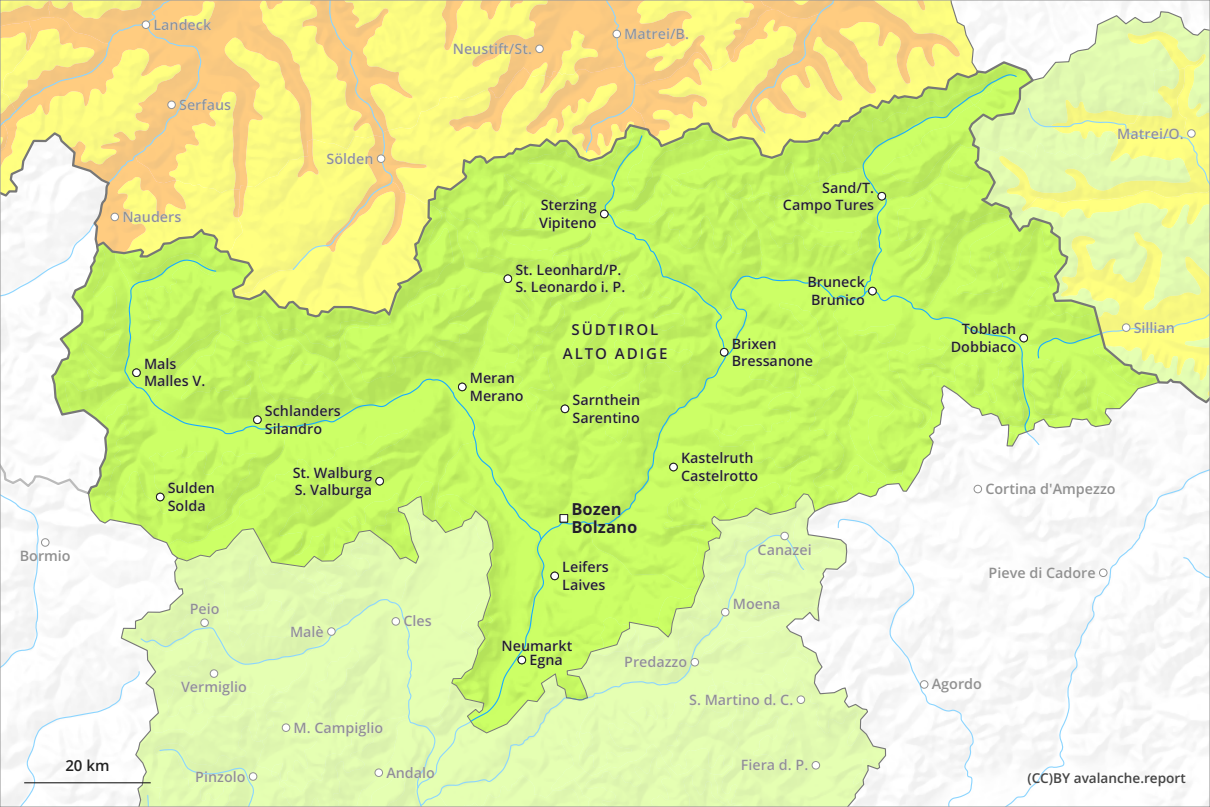 Landeck
Neustift/St.
Matrei/B.
Serfaus
Matrei/O.
Sölden
Nauders
Sand/T.
Campo Tures
Sterzing
Vipiteno
St. Leonhard/P.
S. Leonardo i. P.
Bruneck
Brunico
SÜDTIROL
ALTO ADIGE
Toblach
Dobbiaco
Sillian
Brixen
Bressanone
Mals
Malles V.
Meran
Merano
Sarnthein
Sarentino
Schlanders
Silandro
Kastelruth
Castelrotto
St. Walburg
S. Valburga
Sulden
Solda
Cortina d'Ampezzo
Bozen
Bolzano
Bormio
Canazei
Leifers
Laives
Pieve di Cadore
Peio
Moena
Cles
Malè
Neumarkt
Egna
Predazzo
Vermiglio
Agordo
S. Martino d. C.
M. Campiglio
20 km
Pinzolo
Andalo
Fiera d. P.
(CC)BY avalanche.report